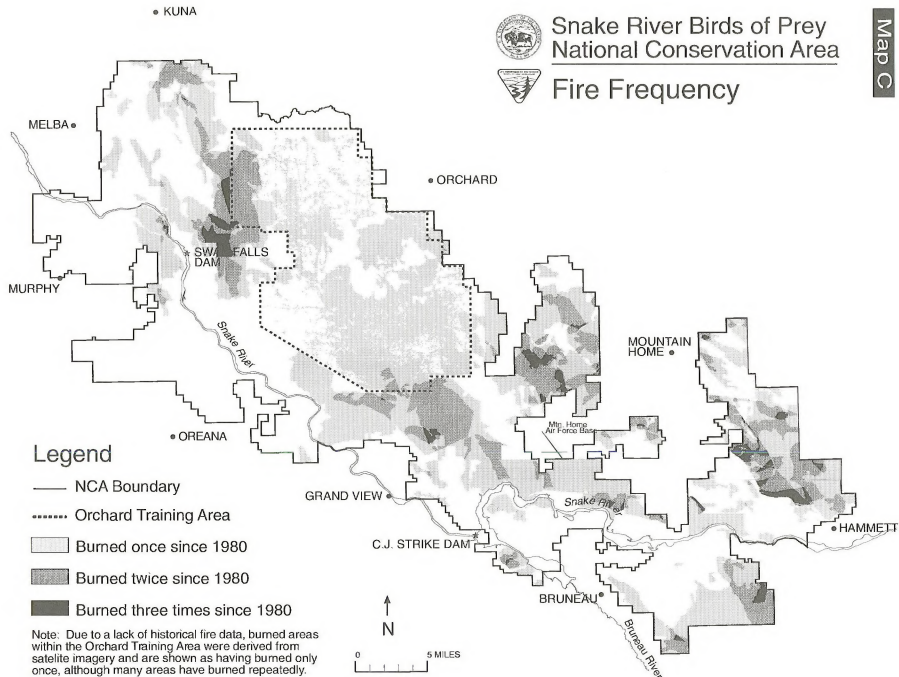 KUNA
Snake River Birds of Prey
National Conservation Area
Fire Frequency
Map C
MELBA
ORCHARD
SWAN FALLS
DAM
MURPHY
Snake River
MOUNTAIN
HOME
Mtn. Home
Air Force Base
OREANA
GRAND VIEW
Snake River
C.J. STRIKE DAM
HAMMETT
BRUNEAU
Bruneau River
Legend
NCA Boundary
Orchard Training Area
Burned once since 1980
Burned twice since 1980
Burned three times since 1980
Note: Due to a lack of historical fire data, burned areas
within the Orchard Training Area were derived from
satelite imagery and are shown as having burned only
once, although many areas have burned repeatedly.
N
0 5 MILES